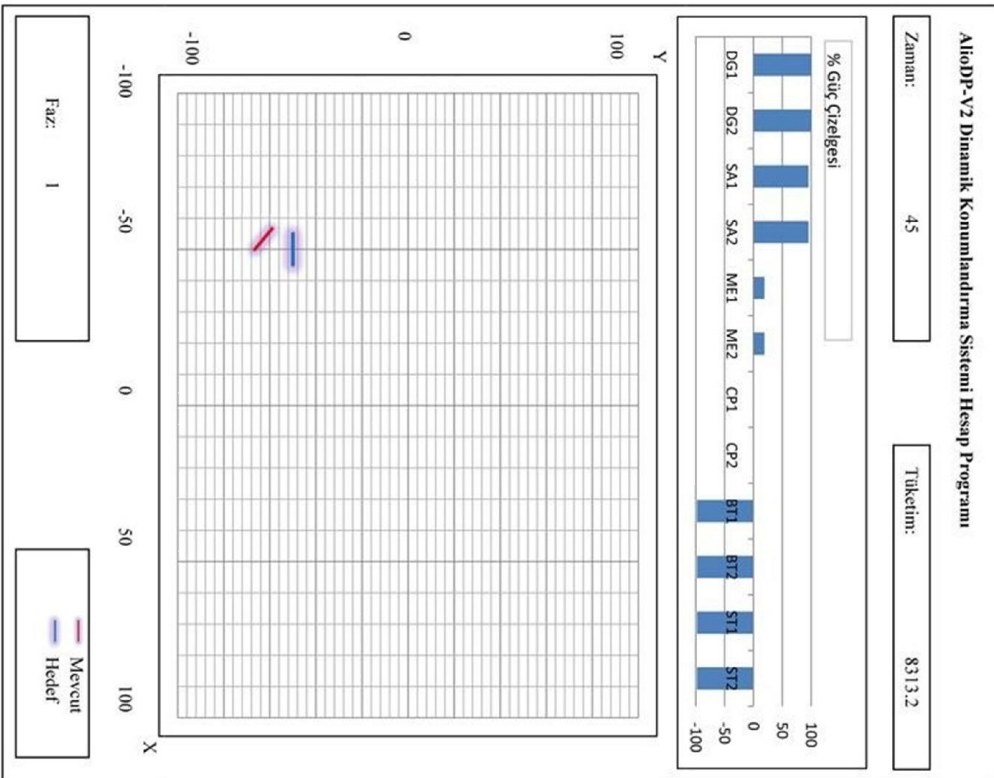 AlioDP-V2 Dinamik Konumlandırma Sistemi Hesap Programı
Zaman: 45
Tüketim: 8313.2
% Güç Çizelgesi
100
50
0
-50
-100
DG1 DG2 SA1 SA2 ME1 ME2 CP1 CP2 BT1 BT2 ST1 ST2
Y
100
0
-100
-100 -50 0 50 100
X
Faz: 1
Mevcut
Hedef